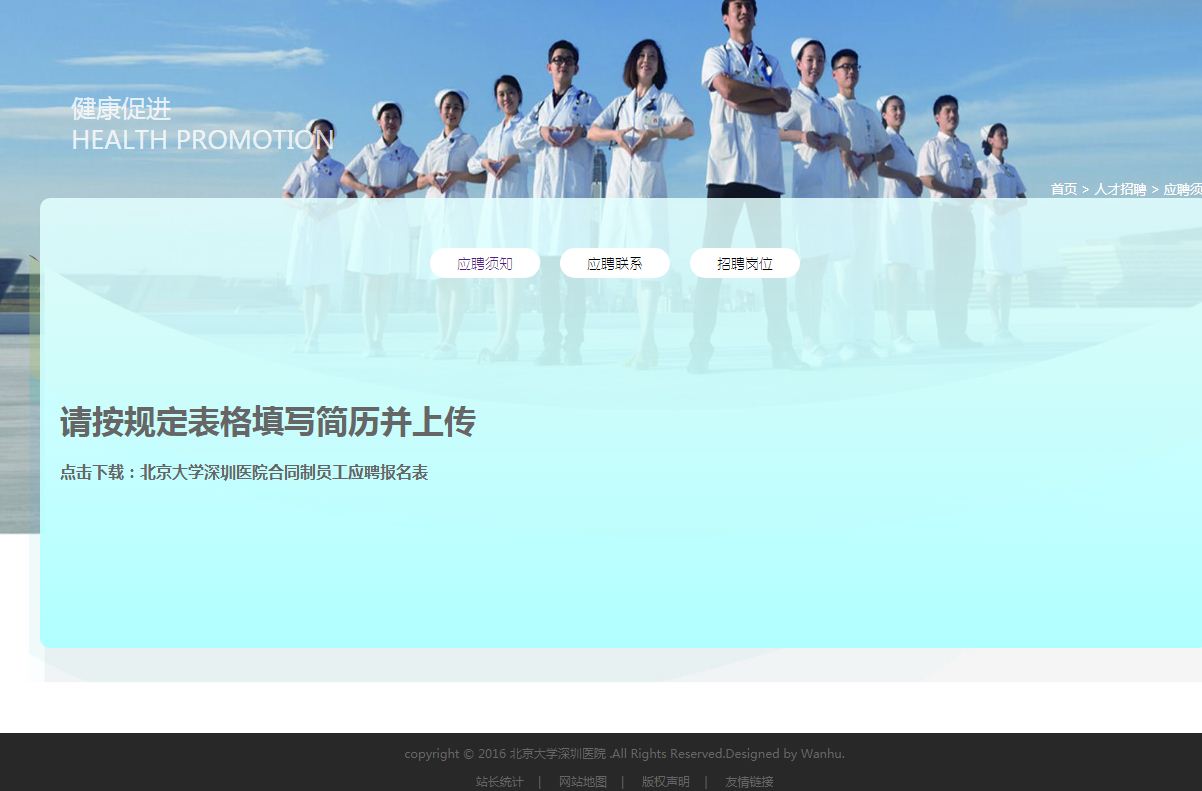 健康促进
HEALTH PROMOTION
首页 > 人才招聘 > 应聘须
应聘须知
应聘联系
招聘岗位
请按规定表格填写简历并上传
点击下载：北京大学深圳医院合同制员工应聘报名表
copyright © 2016 北京大学深圳医院 .All Rights Reserved.Designed by Wanhu.
站长统计 | 网站地图 | 版权声明 | 友情链接